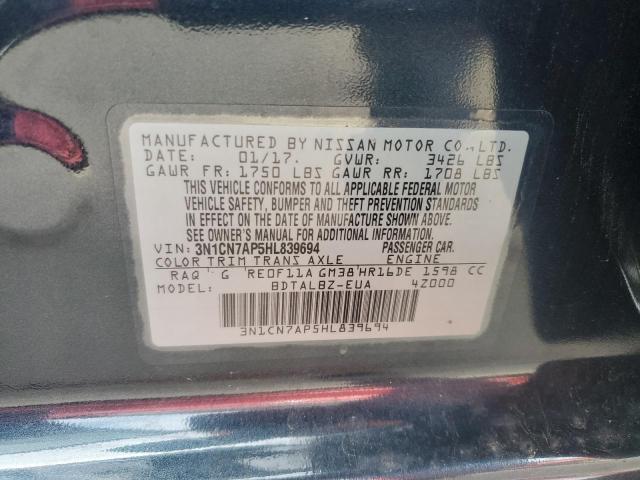 MANUFACTURED BY NISSAN MOTOR CO.,LTD.
DATE: 01/17. GVWR: 3426 LBS
GAWR FR: 1750 LBS GAWR RR: 1708 LBS
THIS VEHICLE CONFORMS TO ALL APPLICABLE FEDERAL MOTOR
VEHICLE SAFETY, BUMPER AND THEFT PREVENTION STANDARDS
IN EFFECT ON THE DATE OF MANUFACTURE SHOWN ABOVE.
SEE OWNER'S MANUAL FOR ADDITIONAL INFORMATION.
VIN: 3N1CN7AP5HL839694 PASSENGER CAR.
COLOR TRIM TRANS AXLE ENGINE
RAQ G RE0F11A GM38 HR16DE 1598 CC
MODEL: BDTALBZ-EUA 4Z000
3N1CN7AP5HL839694